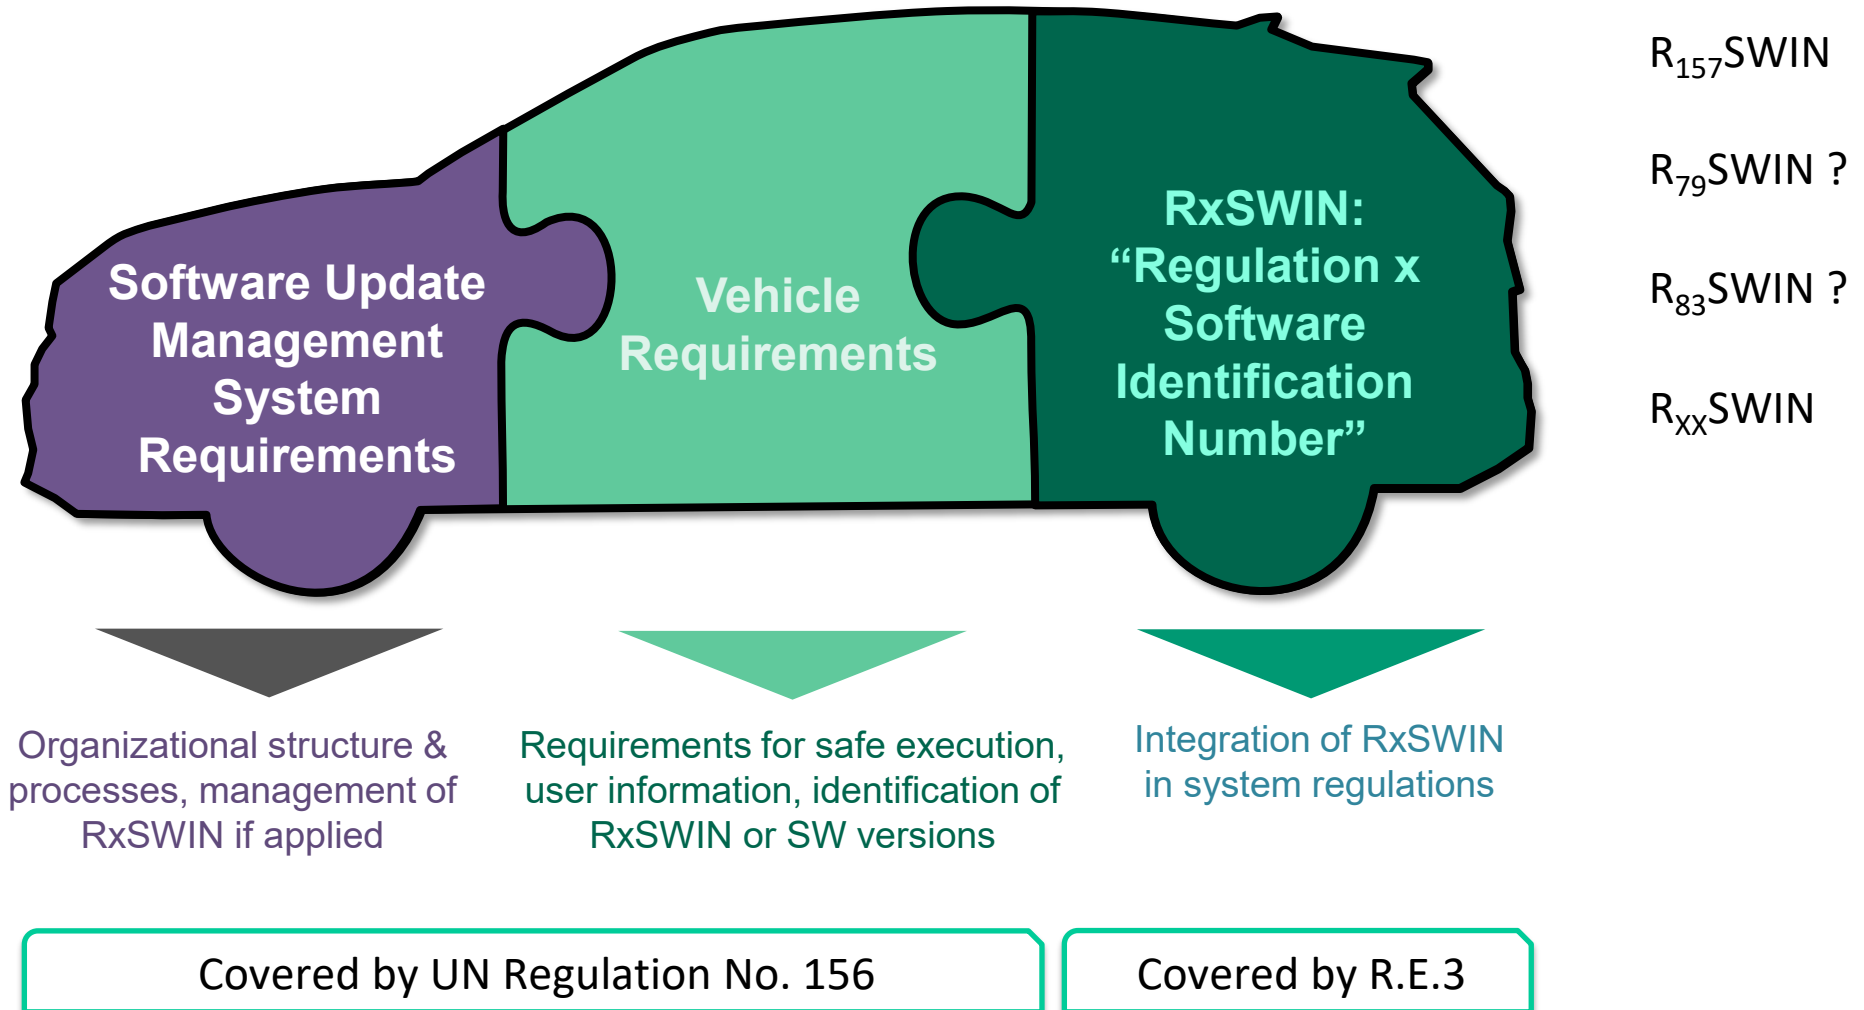 Software Update
Management
System
Requirements
Vehicle
Requirements
RxSWIN:
“Regulation x
Software
Identification
Number”
R₁₅₇SWIN
R₇₉SWIN ?
R₈₃SWIN ?
R_XXSWIN
Organizational structure &
processes, management of
RxSWIN if applied
Requirements for safe execution,
user information, identification of
RxSWIN or SW versions
Integration of RxSWIN
in system regulations
Covered by UN Regulation No. 156
Covered by R.E.3